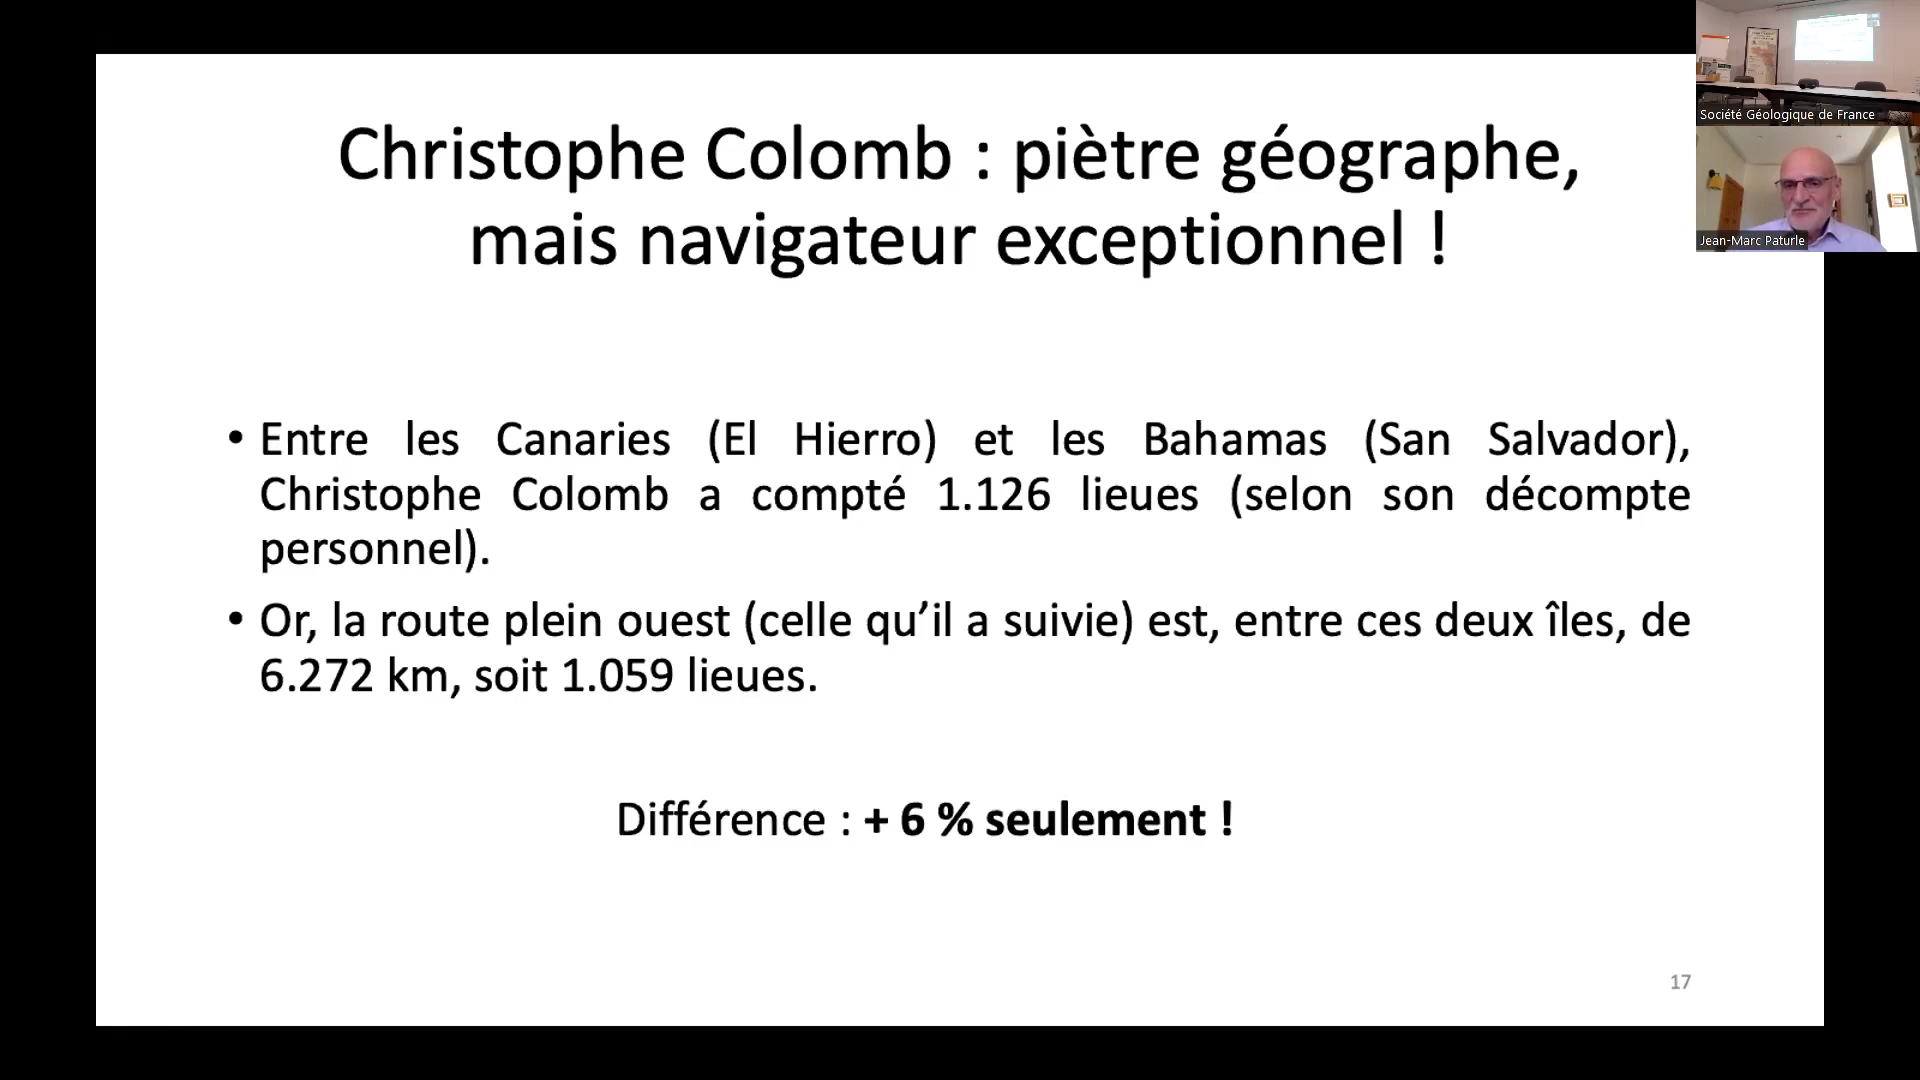 Christophe Colomb : piètre géographe,
mais navigateur exceptionnel !
• Entre les Canaries (El Hierro) et les Bahamas (San Salvador),
Christophe Colomb a compté 1.126 lieues (selon son décompte
personnel).
• Or, la route plein ouest (celle qu’il a suivie) est, entre ces deux îles, de
6.272 km, soit 1.059 lieues.
Différence : + 6 % seulement !
17
Société Géologique de France
Jean-Marc Paturle